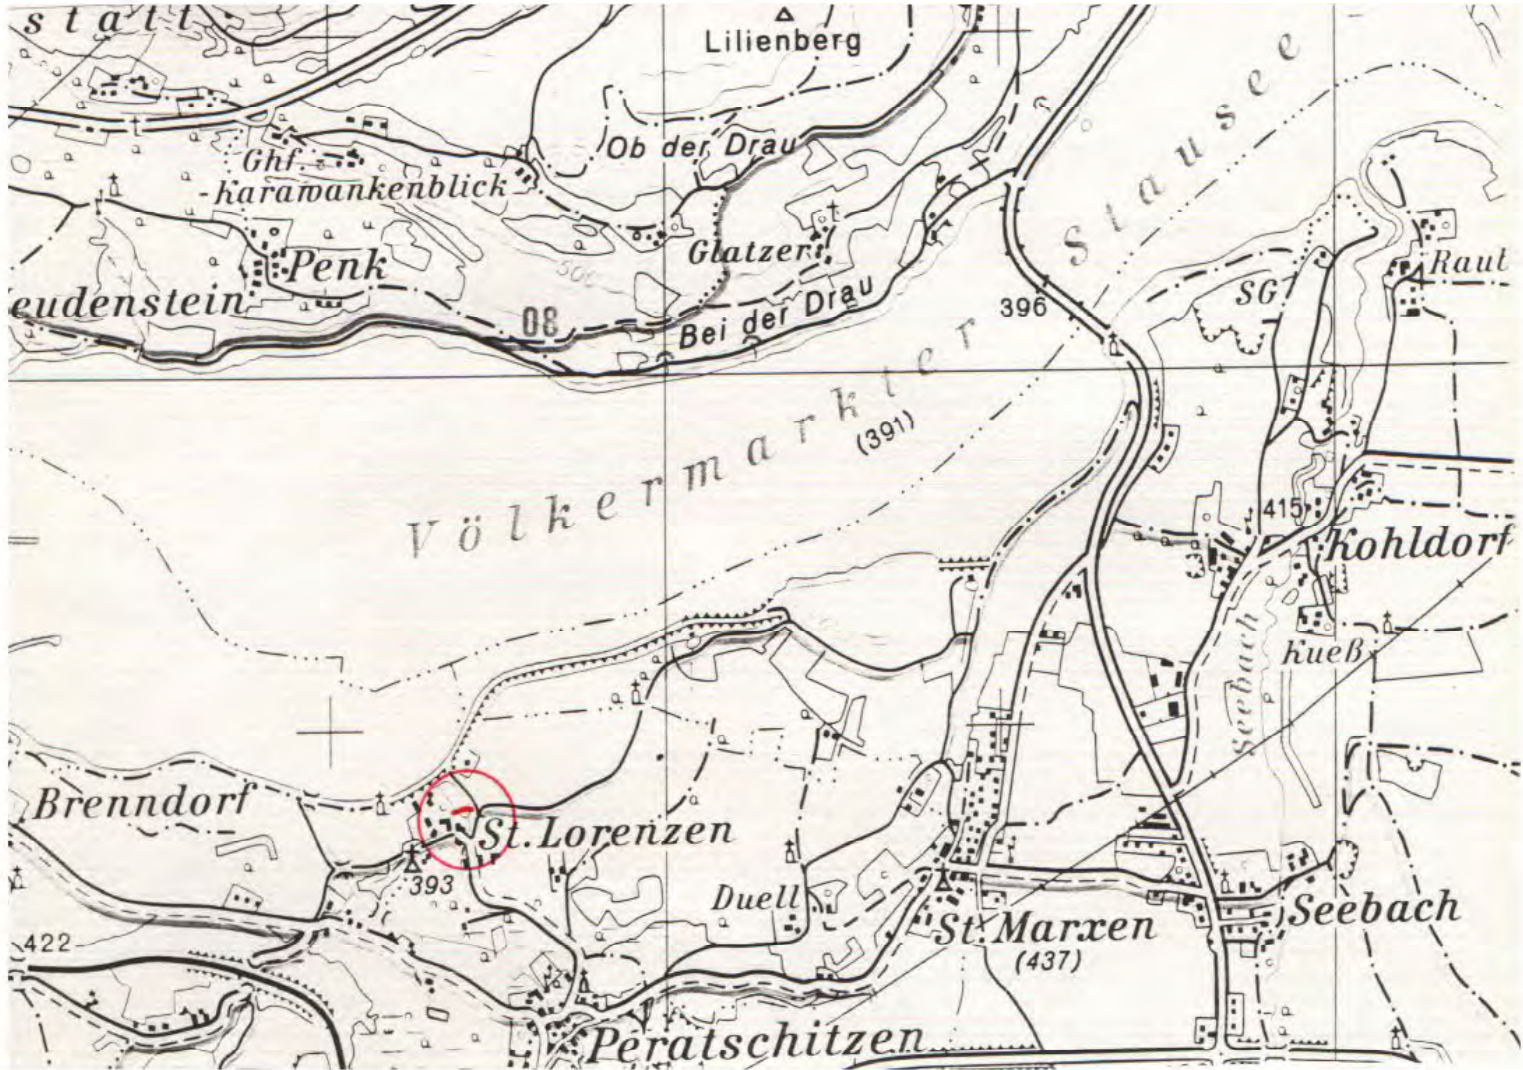 statt
Lilienberg
Ob der Drau
Ghf.
-Karawankenblick
Stausee
Glatzer
Penk
Raut
SG
eudenstein
08
Bei der Drau
396
500
Völkermarkter
(391)
415
Kohldorf
Seebach
Kueß
Brenndorf
St. Lorenzen
393
Duell
Seebach
St. Marxen
(437)
422
Peratschitzen